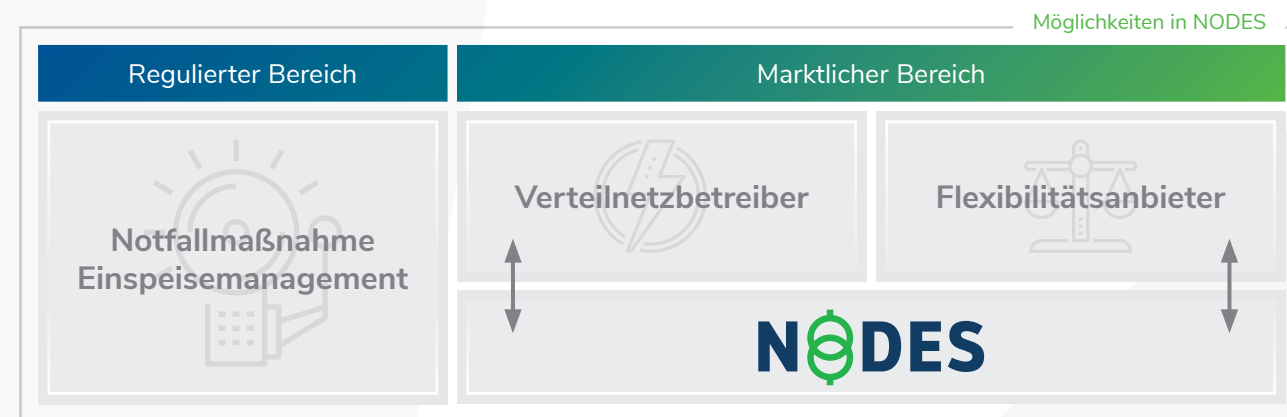 Möglichkeiten in NODES
Regulierter Bereich
Marktlicher Bereich
Notfallmaßnahme
Einspeisemanagement
Verteilnetzbetreiber
Flexibilitätsanbieter
NODES